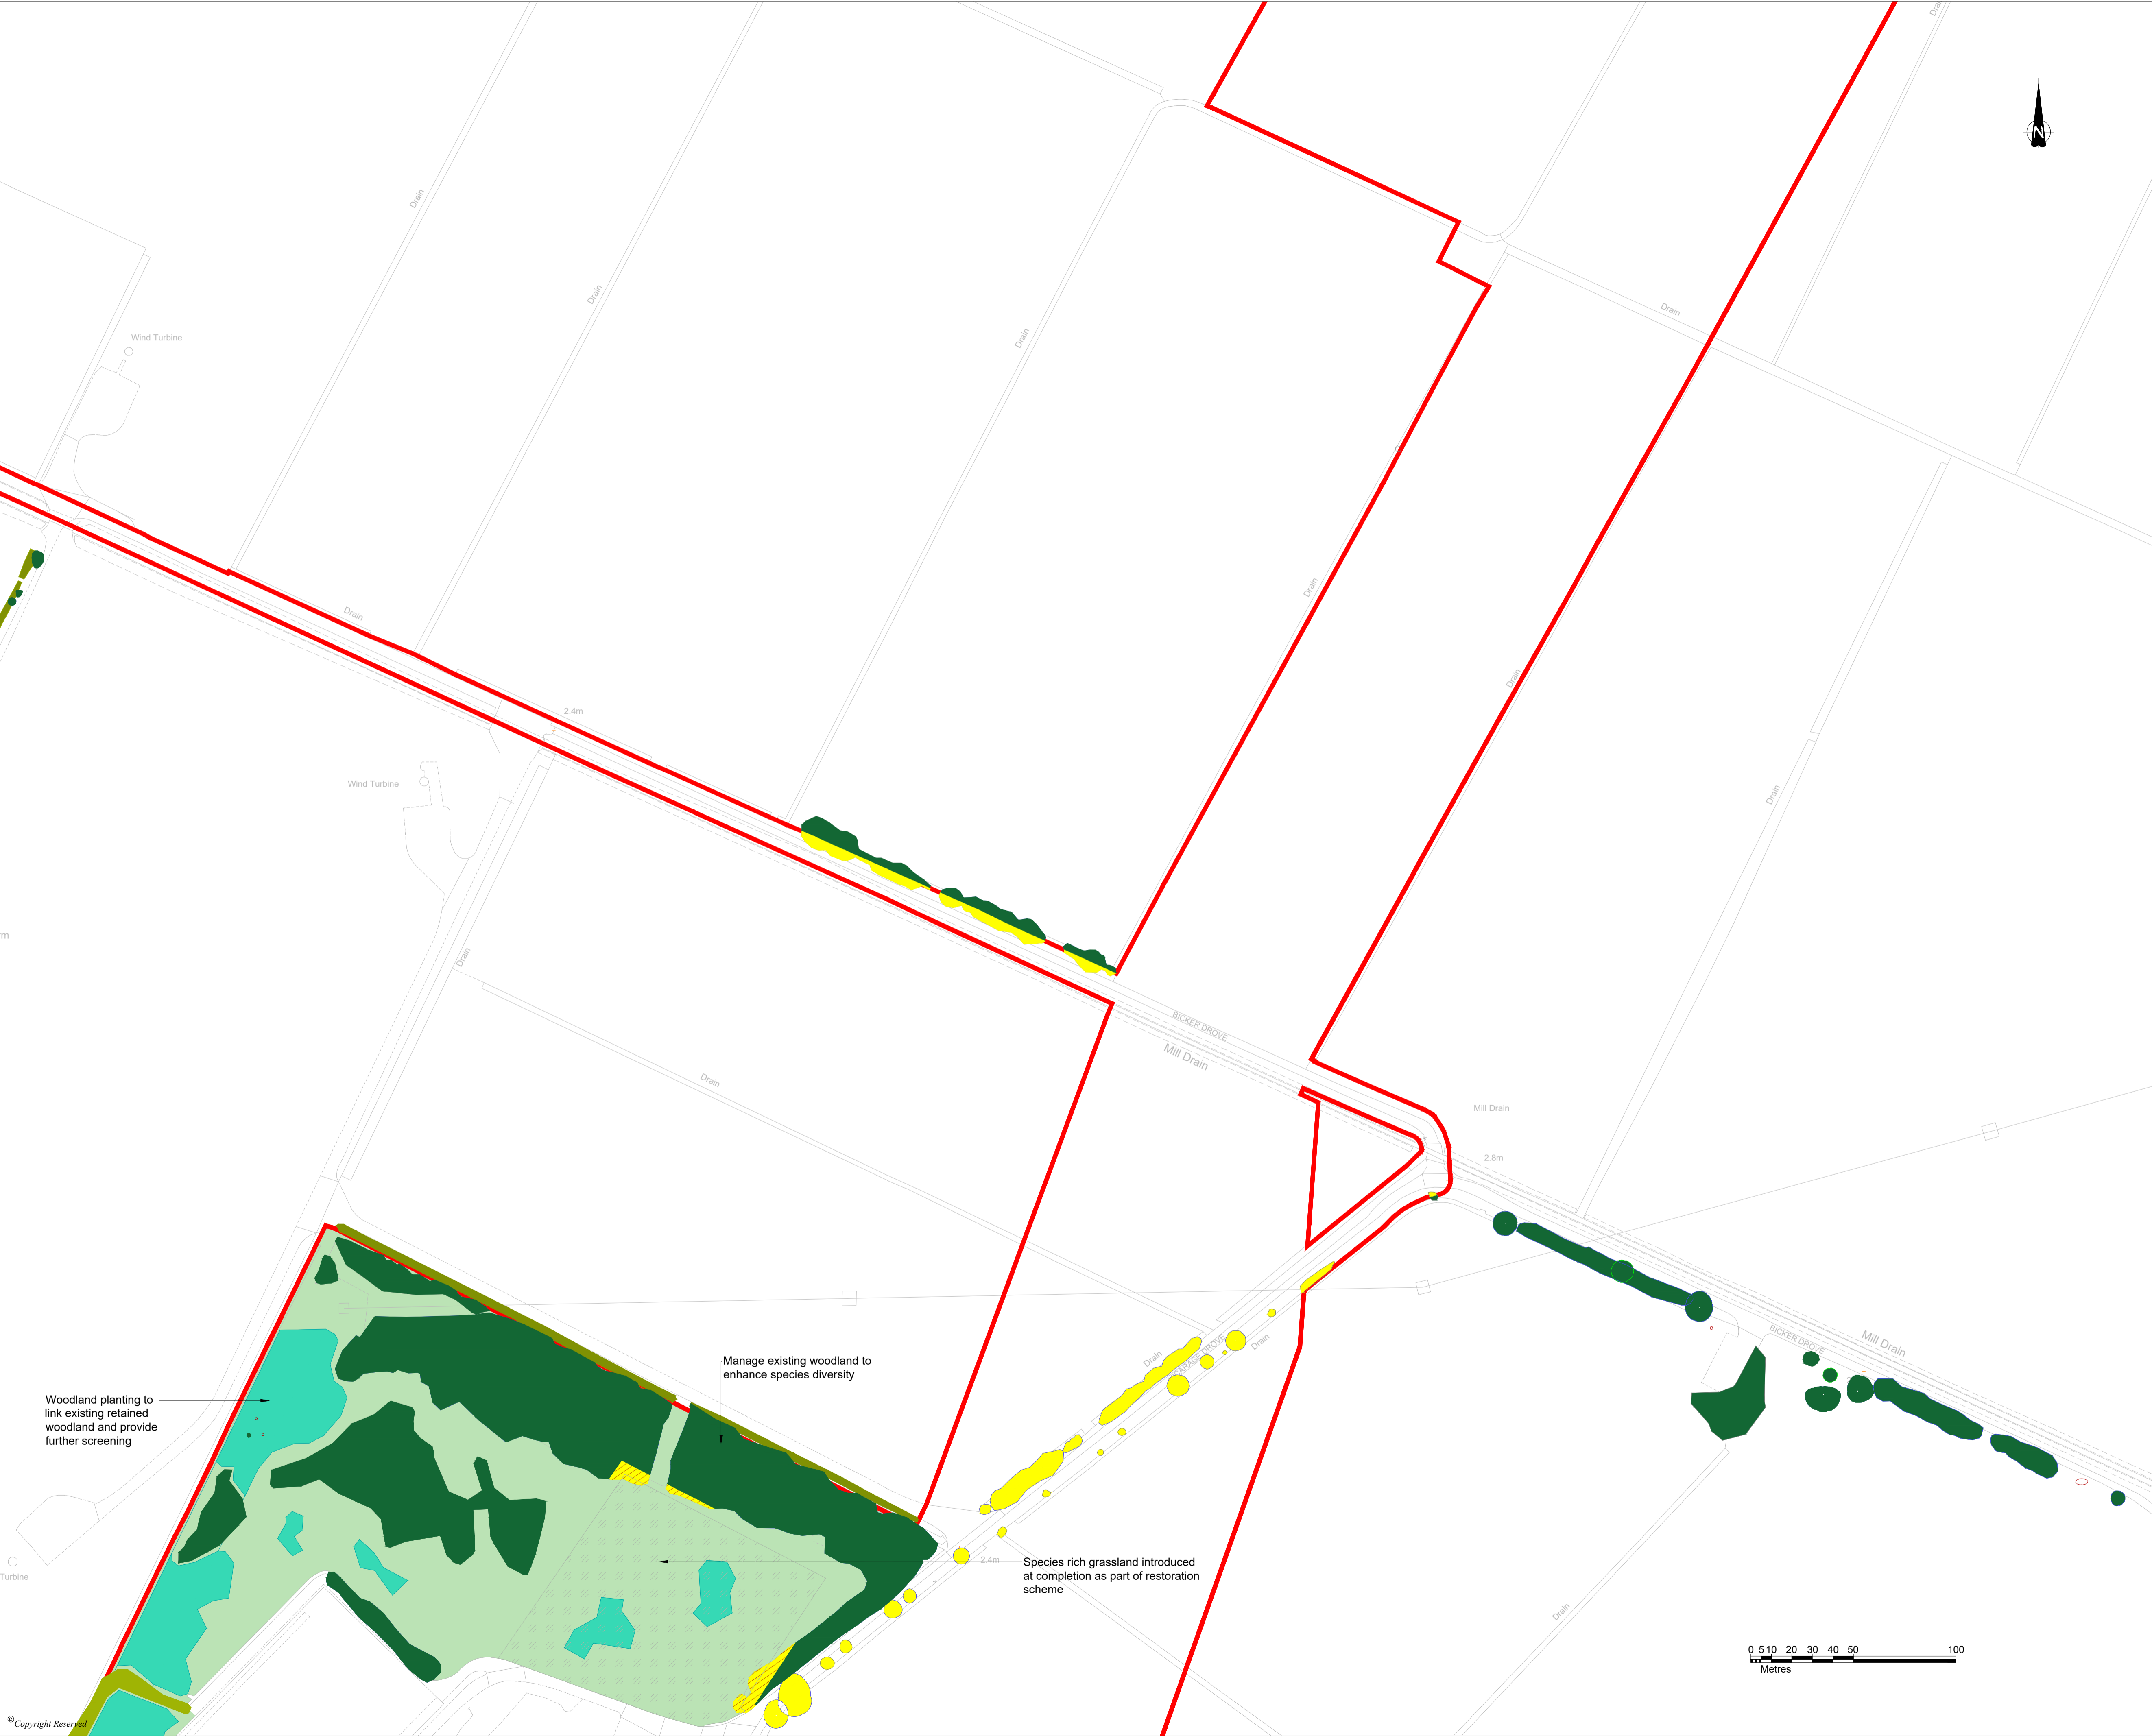 Drain
Drain
N
Drain
Drain
Drain
Wind Turbine
Drain
Drain
Drain
2.4m
Wind Turbine
Drain
Drain
BICKER DROVE
Mill Drain
Drain
Mill Drain
2.8m
Drain
Drain
BICKER DROVE
Mill Drain
Manage existing woodland to
enhance species diversity
Woodland planting to
link existing retained
woodland and provide
further screening
2.4m
Species rich grassland introduced
at completion as part of restoration
scheme
Turbine
Drain
0 5 10 20 30 40 50 100
Metres
© Copyright Reserved